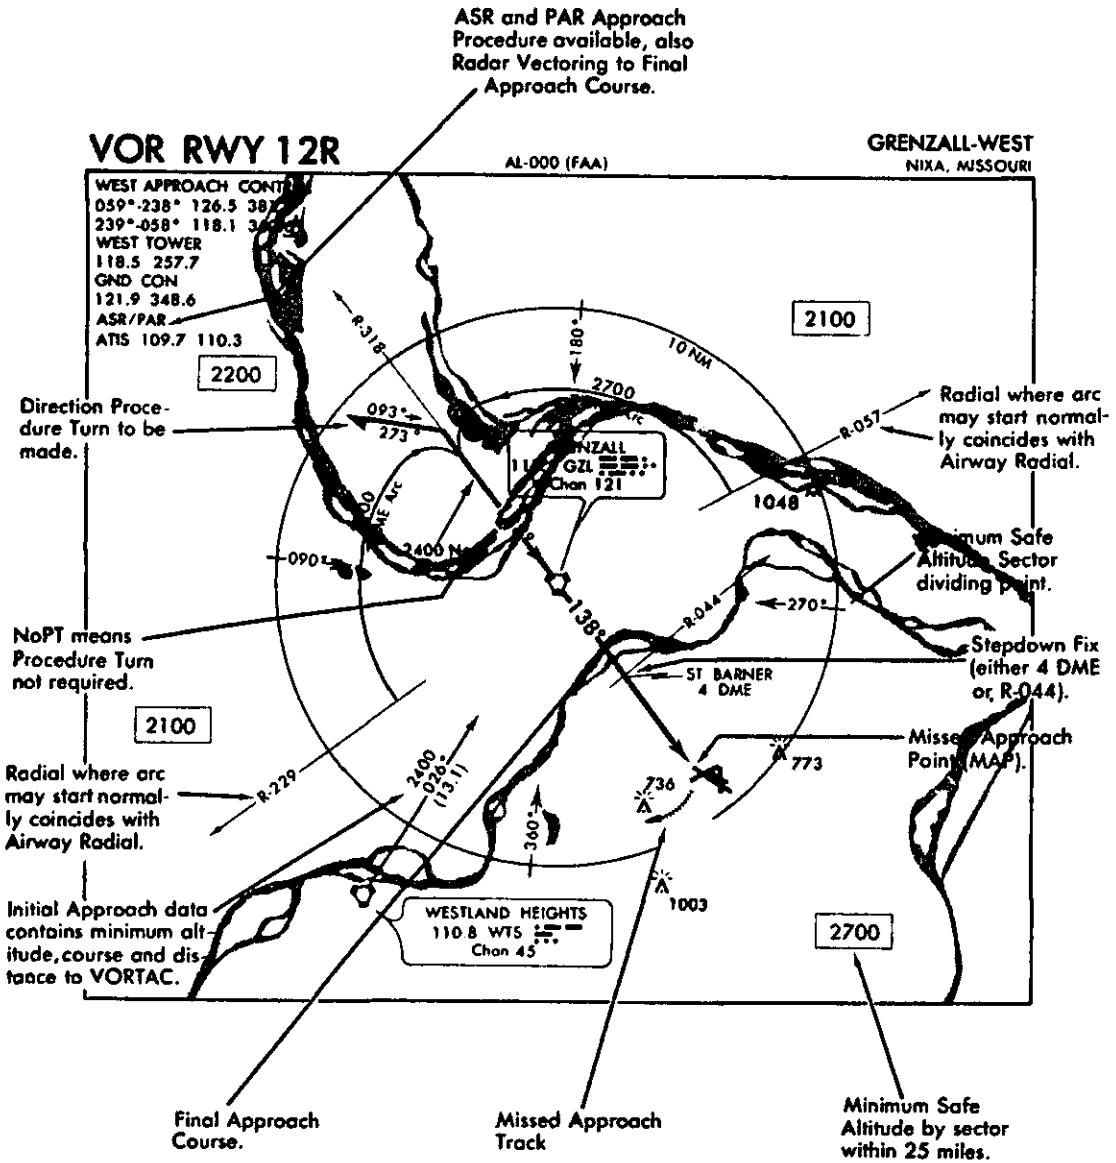 ASR and PAR Approach
Procedure available, also
Radar Vectoring to Final
Approach Course.
VOR RWY 12R
AL-000 (FAA)
GRENZALL-WEST
NIXA, MISSOURI
WEST APPROACH CONT
059°-238° 126.5 38
239°-058° 118.1
WEST TOWER
118.5 257.7
GND CON
121.9 348.6
ASR/PAR
ATIS 109.7 110.3
2200
2100
R-318
180°
10 NM
2700
Arc
093°
273°
Direction Proce-
dure Turn to be
made.
Radial where arc
may start normal-
ly coincides with
Airway Radial.
R-057
GZL
Chan 121
1048
Arc
2400
090°
Minimum Safe
Altitude Sector
dividing point.
138°
R-044
270°
NoPT means
Procedure Turn
not required.
Stepdown Fix
(either 4 DME
or R-044).
ST BARNER
4 DME
2100
Missed Approach
Point (MAP).
773
736
Radial where arc
may start normal-
ly coincides with
Airway Radial.
R-229
2400
026°
(13.1)
360°
1003
Initial Approach data
contains minimum alt-
itude, course and dis-
tance to VORTAC.
WESTLAND HEIGHTS
110.8 WTS
Chan 45
2700
Final Approach
Course.
Missed Approach
Track
Minimum Safe
Altitude by sector
within 25 miles.